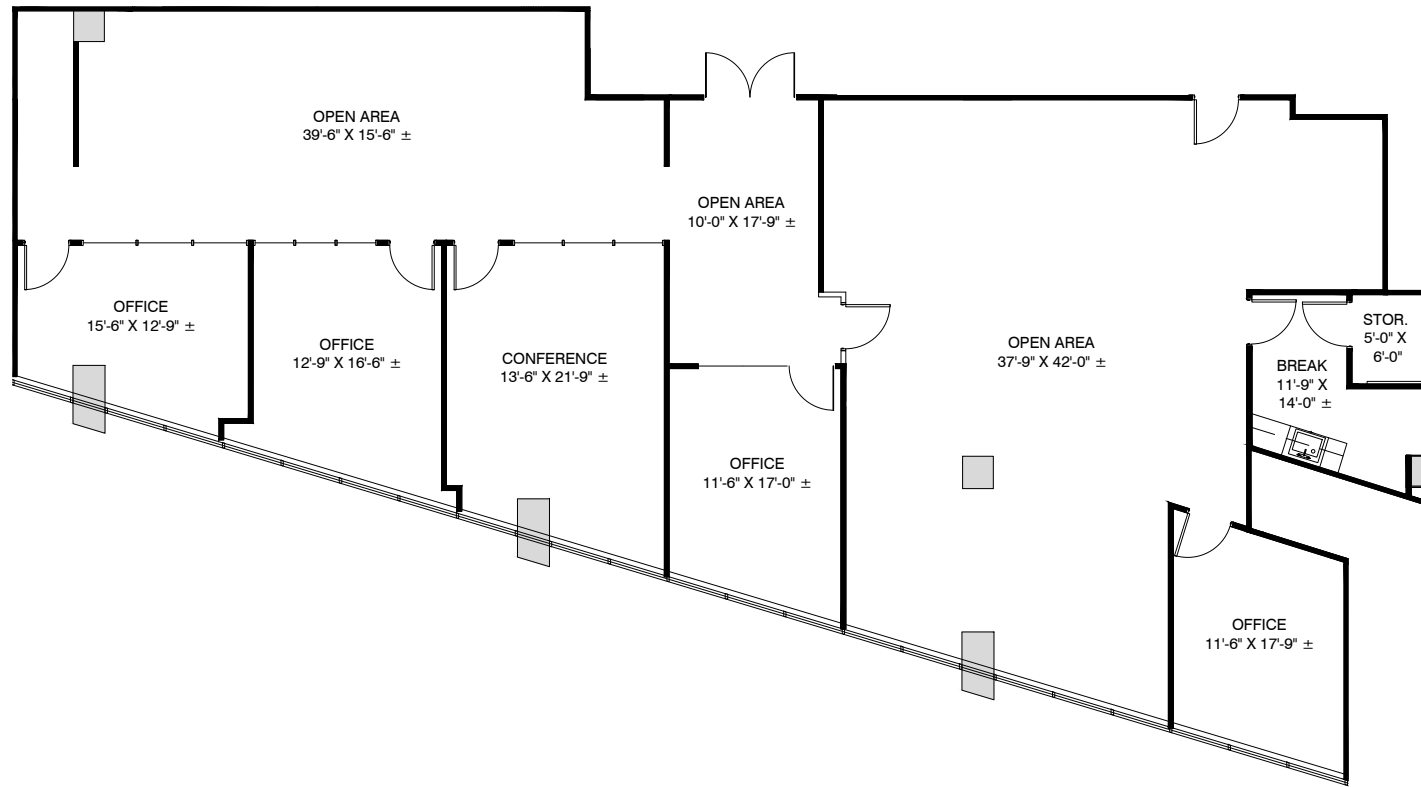 OPEN AREA
39'-6" X 15'-6" ±
OPEN AREA
10'-0" X 17'-9" ±
OFFICE
15'-6" X 12'-9" ±
OFFICE
12'-9" X 16'-6" ±
CONFERENCE
13'-6" X 21'-9" ±
OPEN AREA
37'-9" X 42'-0" ±
STOR.
5'-0" X
6'-0"
BREAK
11'-9" X
14'-0" ±
OFFICE
11'-6" X 17'-0" ±
OFFICE
11'-6" X 17'-9" ±